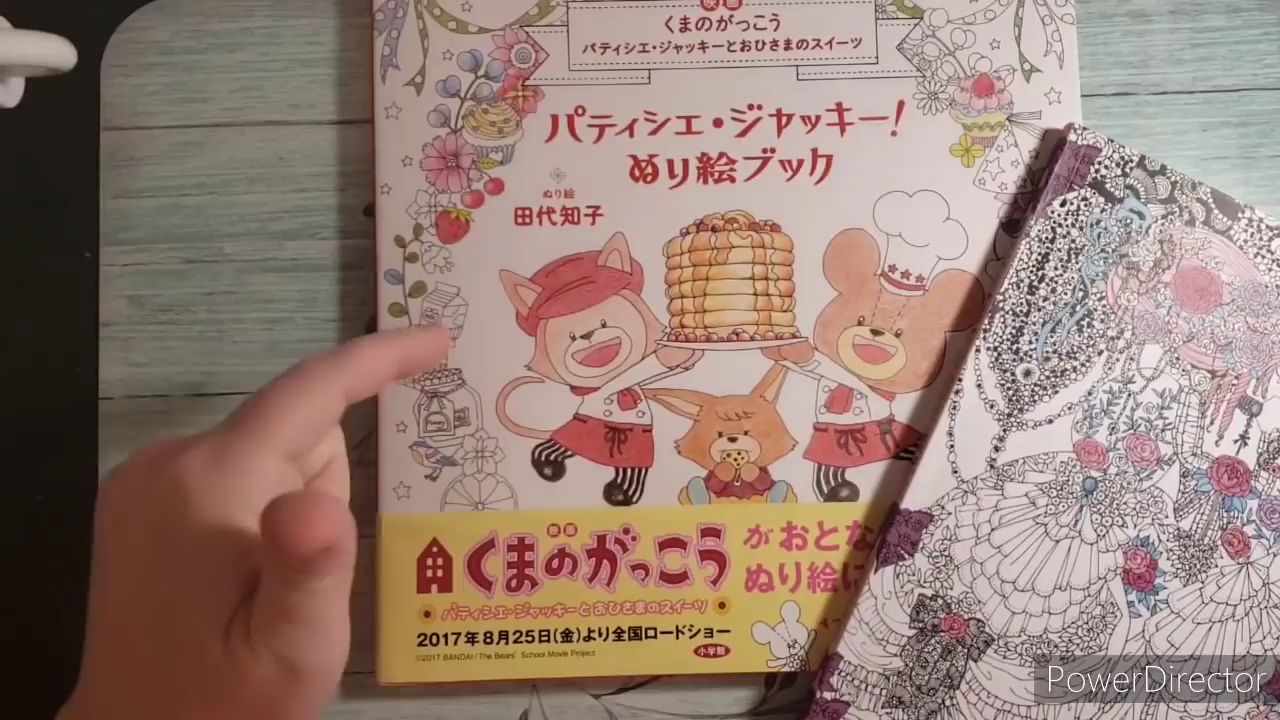 映画
くまのがっこう
パティシエ・ジャッキーとおひさまのスイーツ
パティシエ・ジャッキー!
ぬり絵ブック
ぬり絵
田代知子
映画
くまのがっこう
パティシエ・ジャッキーとおひさまのスイーツ
2017年8月25日(金)より全国ロードショー
©2017 BANDAI/The Bears' School Movie Project
小学館
がおとな
ぬり絵に
PowerDirector